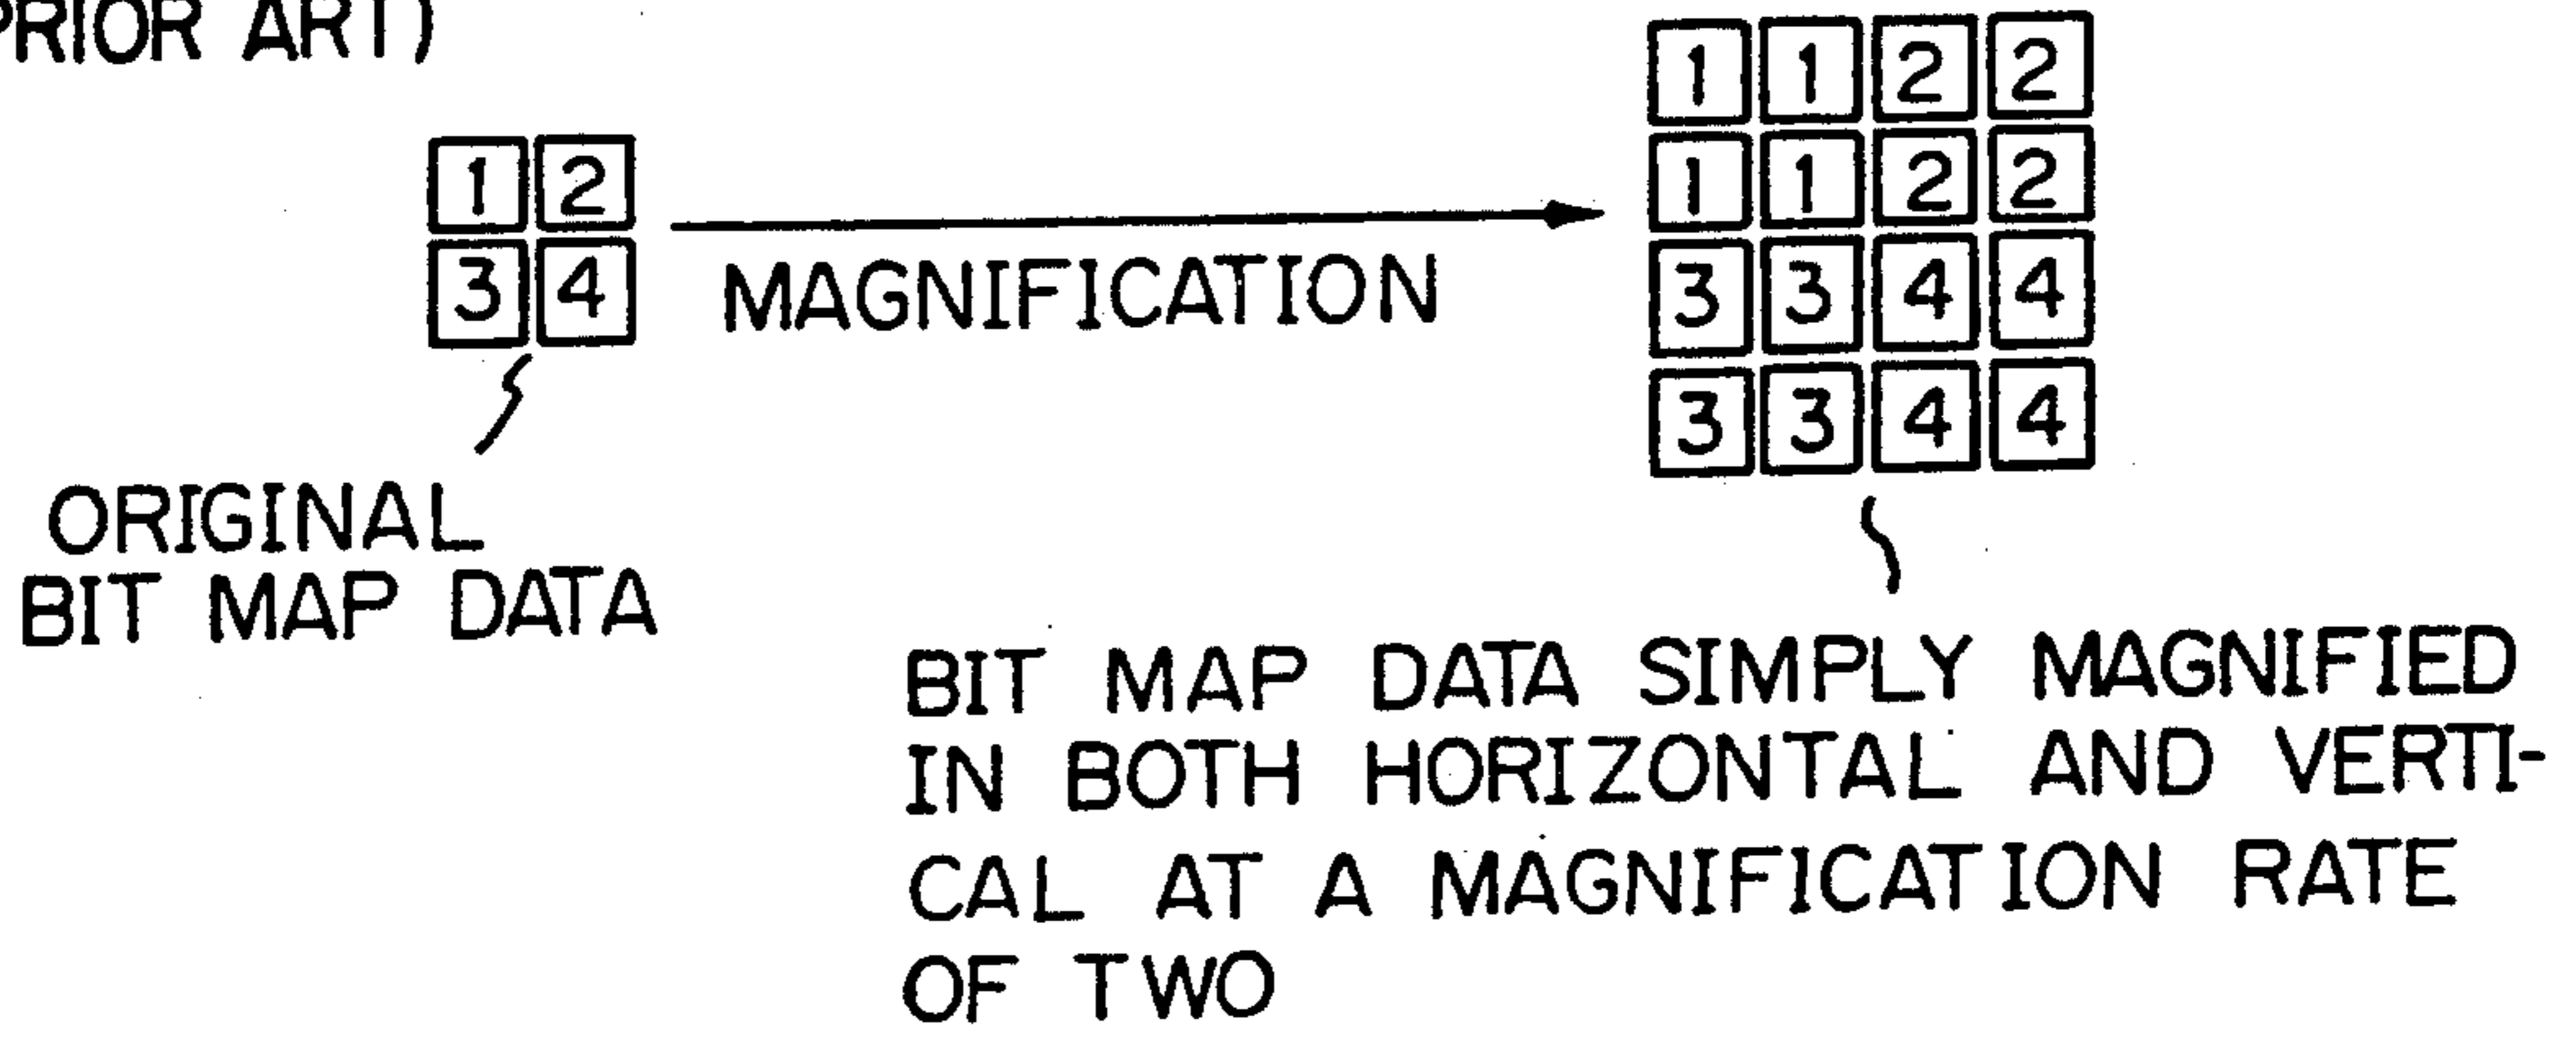 PRIOR ART)
1 2
3 4
MAGNIFICATION
1 1 2 2
1 1 2 2
3 3 4 4
3 3 4 4
ORIGINAL
BIT MAP DATA
BIT MAP DATA SIMPLY MAGNIFIED
IN BOTH HORIZONTAL AND VERTI-
CAL AT A MAGNIFICATION RATE
OF TWO